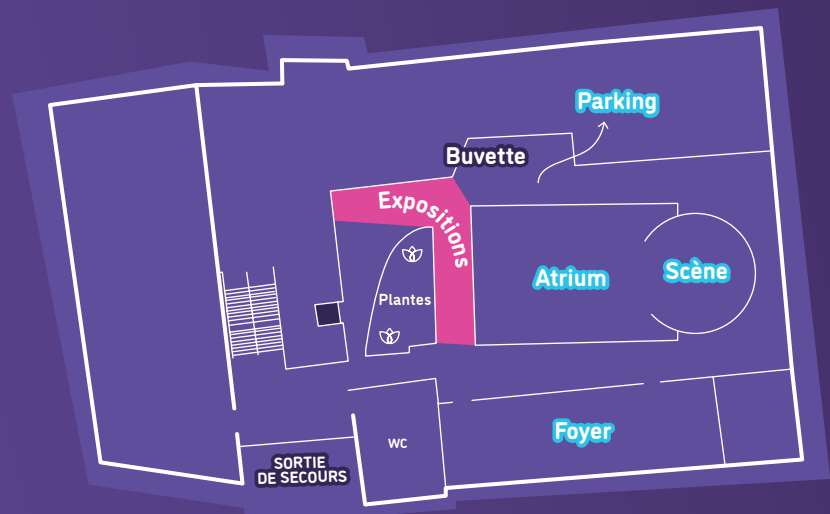 Parking
Buvette
Expositions
Atrium
Scène
Plantes
Foyer
WC
SORTIE
DE SECOURS